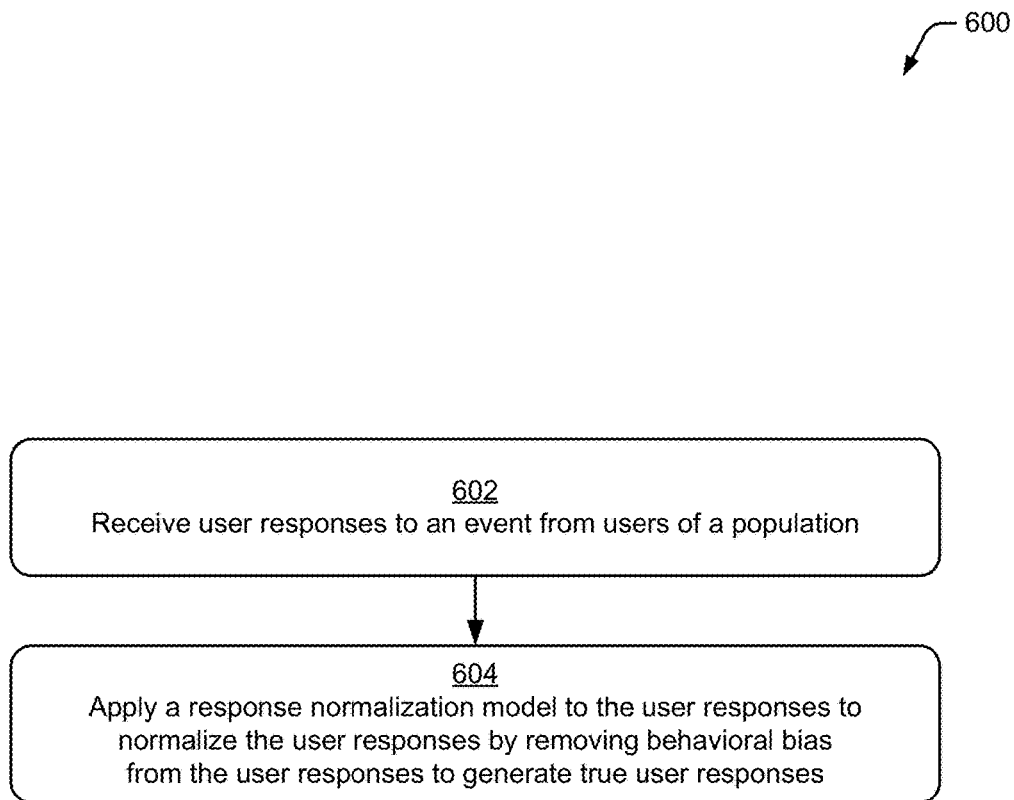 600
602
Receive user responses to an event from users of a population
604
Apply a response normalization model to the user responses to
normalize the user responses by removing behavioral bias
from the user responses to generate true user responses